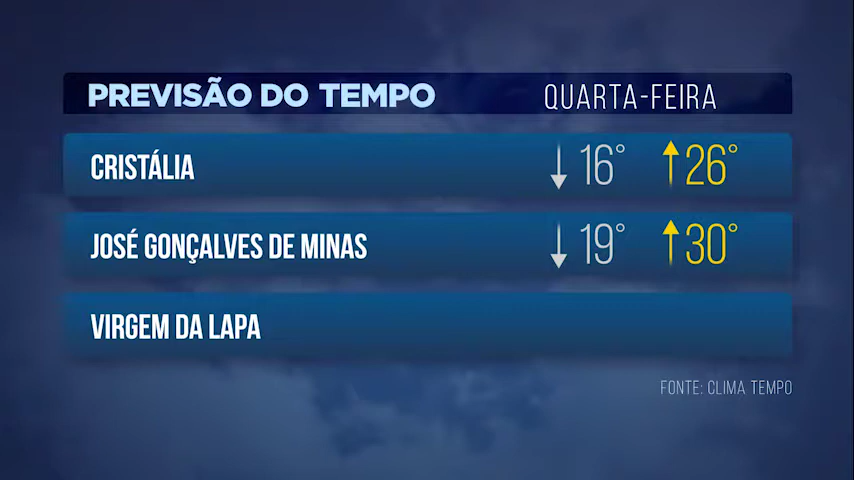 PREVISÃO DO TEMPO QUARTA-FEIRA
CRISTÁLIA ↓ 16° ↑ 26°
JOSÉ GONÇALVES DE MINAS ↓ 19° ↑ 30°
VIRGEM DA LAPA
FONTE: CLIMA TEMPO